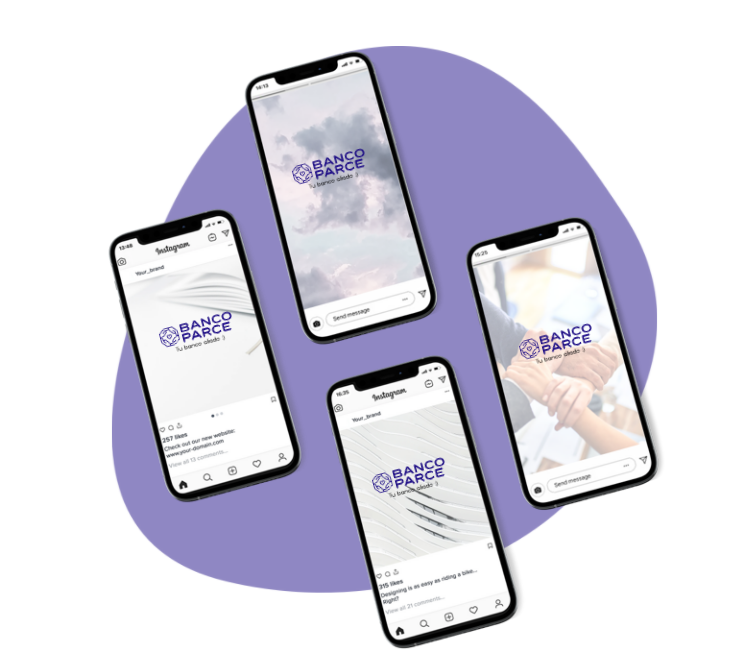 14:13
BANCO
PARCE
Tu banco aliado :)
Send message
13:48
Instagram
Your_brand
BANCO
PARCE
Tu banco aliado :)
257 likes
Check out our new website:
www.your-domain.com
View all 13 comments...
15:25
BANCO
PARCE
Tu banco aliado :)
Send message
16:25
Instagram
Your_brand
BANCO
PARCE
Tu banco aliado :)
315 likes
Designing is as easy as riding a bike...
Right?
View all 21 comments...